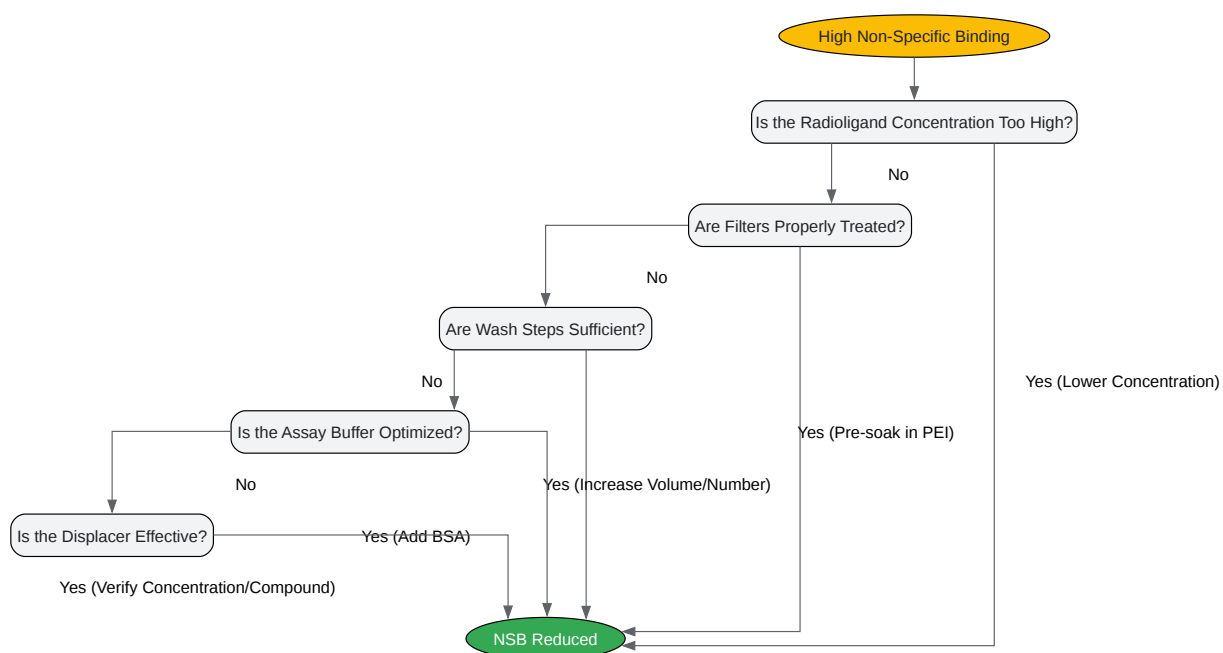 High Non-Specific Binding
Is the Radioligand Concentration Too High?
No
Are Filters Properly Treated?
No
Are Wash Steps Sufficient?
No
Yes (Lower Concentration)
Is the Assay Buffer Optimized?
Yes (Pre-soak in PEI)
No
Yes (Increase Volume/Number)
Is the Displacer Effective?
Yes (Add BSA)
Yes (Verify Concentration/Compound)
NSB Reduced